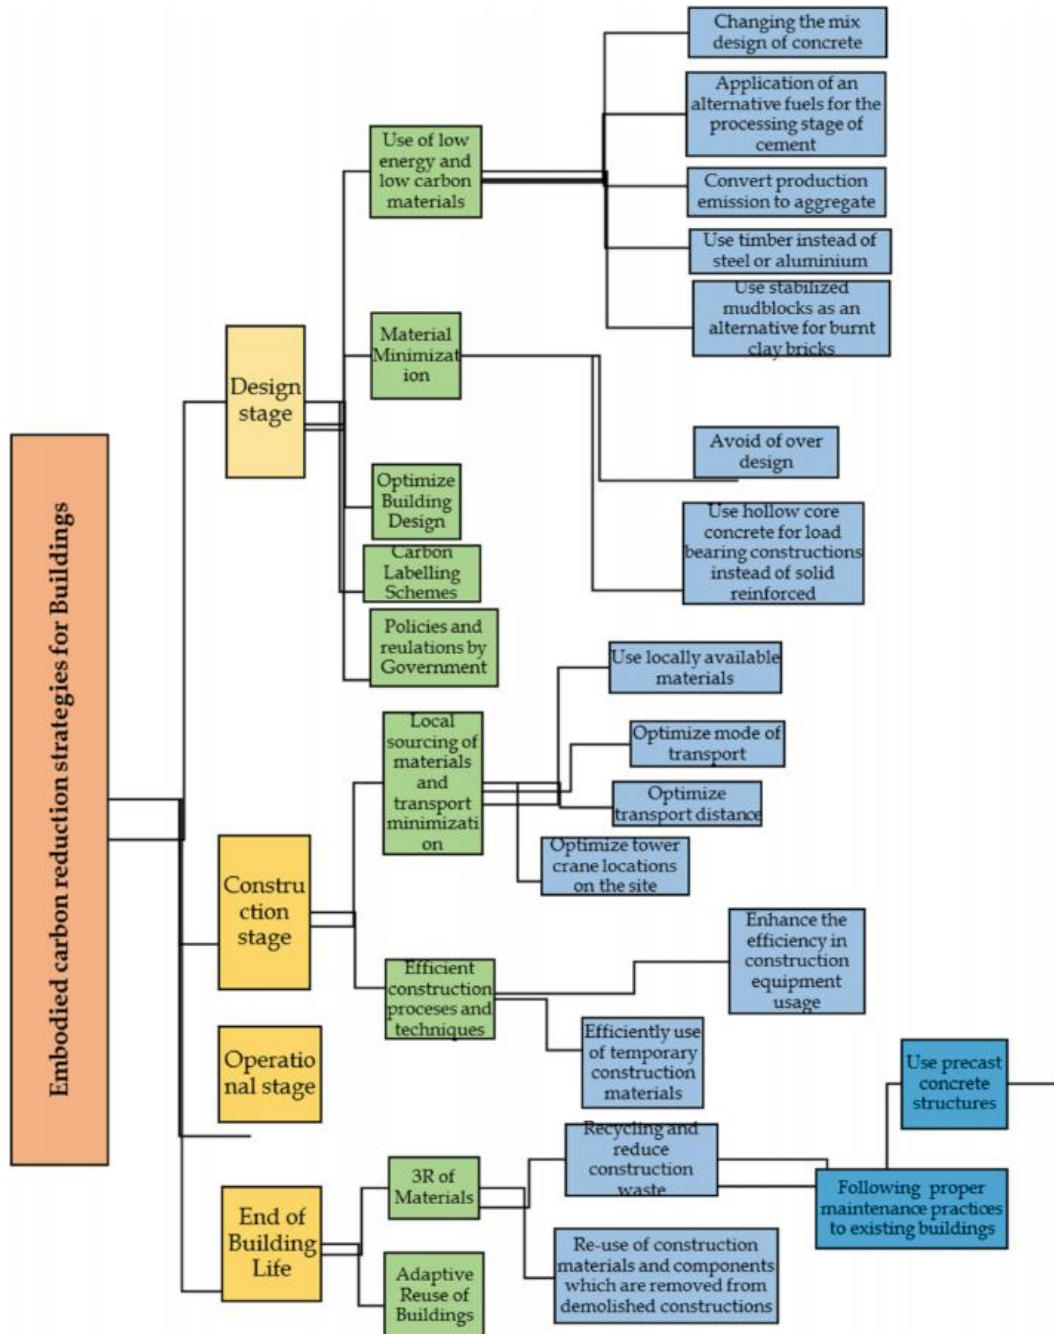 Embodied carbon reduction strategies for Buildings
Design
stage
Use of low
energy and
low carbon
materials
Changing the mix
design of concrete
Application of an
alternative fuels for the
processing stage of
cement
Convert production
emission to aggregate
Use timber instead of
steel or aluminium
Use stabilized
mudblocks as an
alternative for burnt
clay bricks
Material
Minimizat
ion
Avoid of over
design
Use hollow core
concrete for load
bearing constructions
instead of solid
reinforced
Optimize
Building
Design
Carbon
Labelling
Schemes
Policies and
reulations by
Government
Constru
ction
stage
Local
sourcing of
materials
and
transport
minimizati
on
Use locally available
materials
Optimize mode of
transport
Optimize
transport distance
Optimize tower
crane locations
on the site
Efficient
construction
proceses and
techniques
Enhance the
efficiency in
construction
equipment
usage
Efficiently use
of temporary
construction
materials
Operatio
nal stage
End of
Building
Life
3R of
Materials
Recycling and
reduce
construction
waste
Use precast
concrete
structures
Following proper
maintenance practices
to existing buildings
Re-use of construction
materials and components
which are removed from
demolished constructions
Adaptive
Reuse of
Buildings